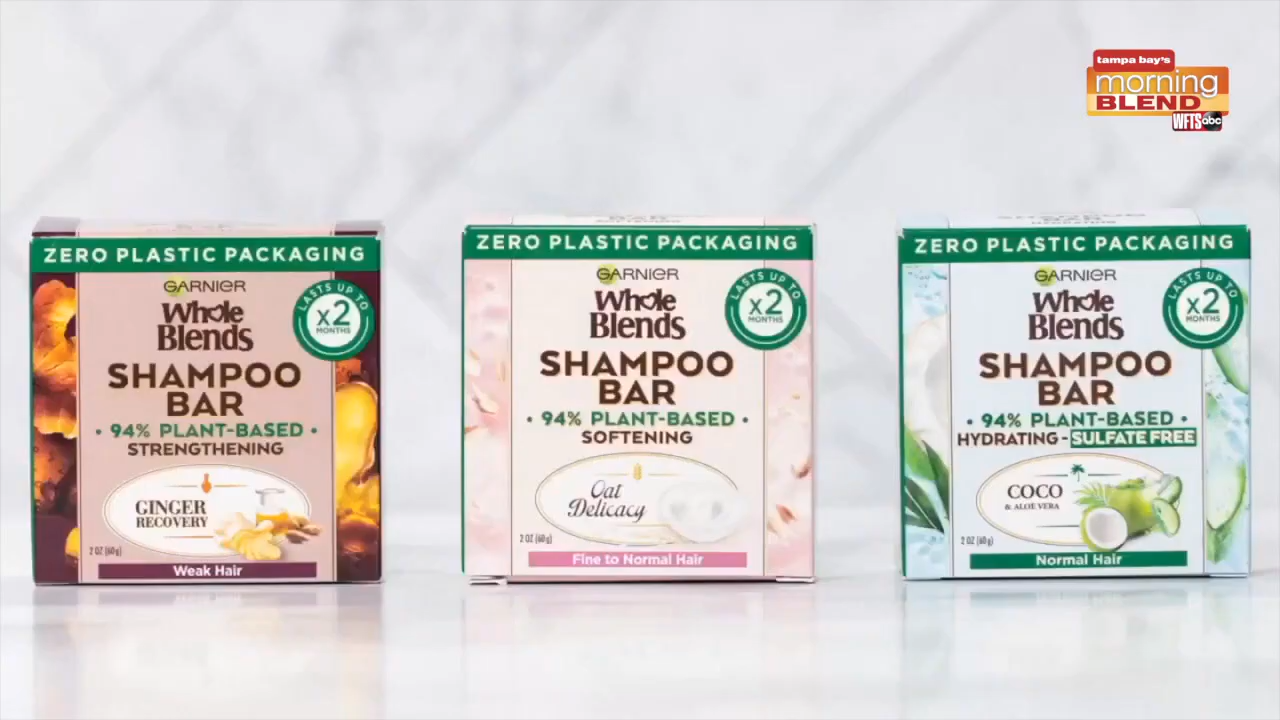 tampa bay's
morning
BLEND
WFTS abc
ZERO PLASTIC PACKAGING
GARNIER
Whole
Blends
LASTS UP TO
x2
MONTHS
SHAMPOO
BAR
• 94% PLANT-BASED •
STRENGTHENING
GINGER
RECOVERY
2 OZ (60g)
Weak Hair
ZERO PLASTIC PACKAGING
GARNIER
Whole
Blends
LASTS UP TO
x2
MONTHS
SHAMPOO
BAR
• 94% PLANT-BASED •
SOFTENING
Oat
Delicacy
2 OZ (60g)
Fine to Normal Hair
ZERO PLASTIC PACKAGING
GARNIER
Whole
Blends
LASTS UP TO
x2
MONTHS
SHAMPOO
BAR
• 94% PLANT-BASED •
HYDRATING - SULFATE FREE
COCO
& ALOE VERA
2 OZ (60g)
Normal Hair